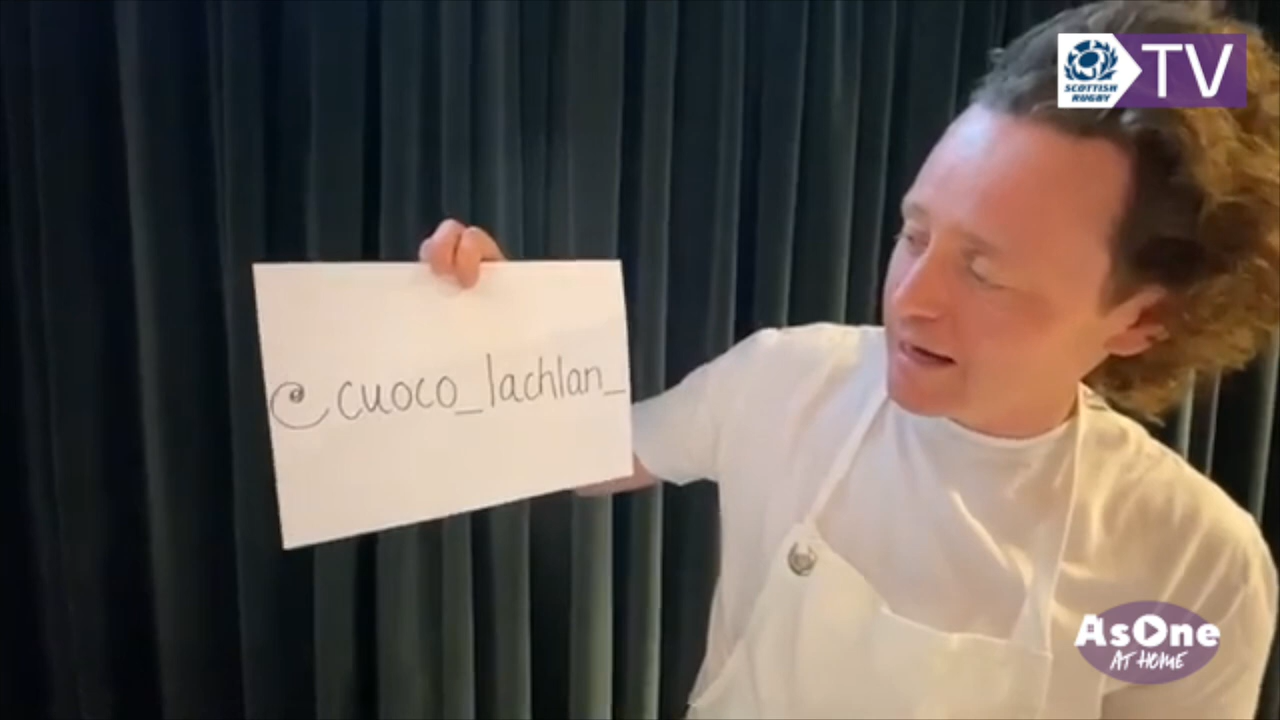 SCOTTISH
RUGBY
TV
@cuoco_lachlan_
AsOne
AT HOME